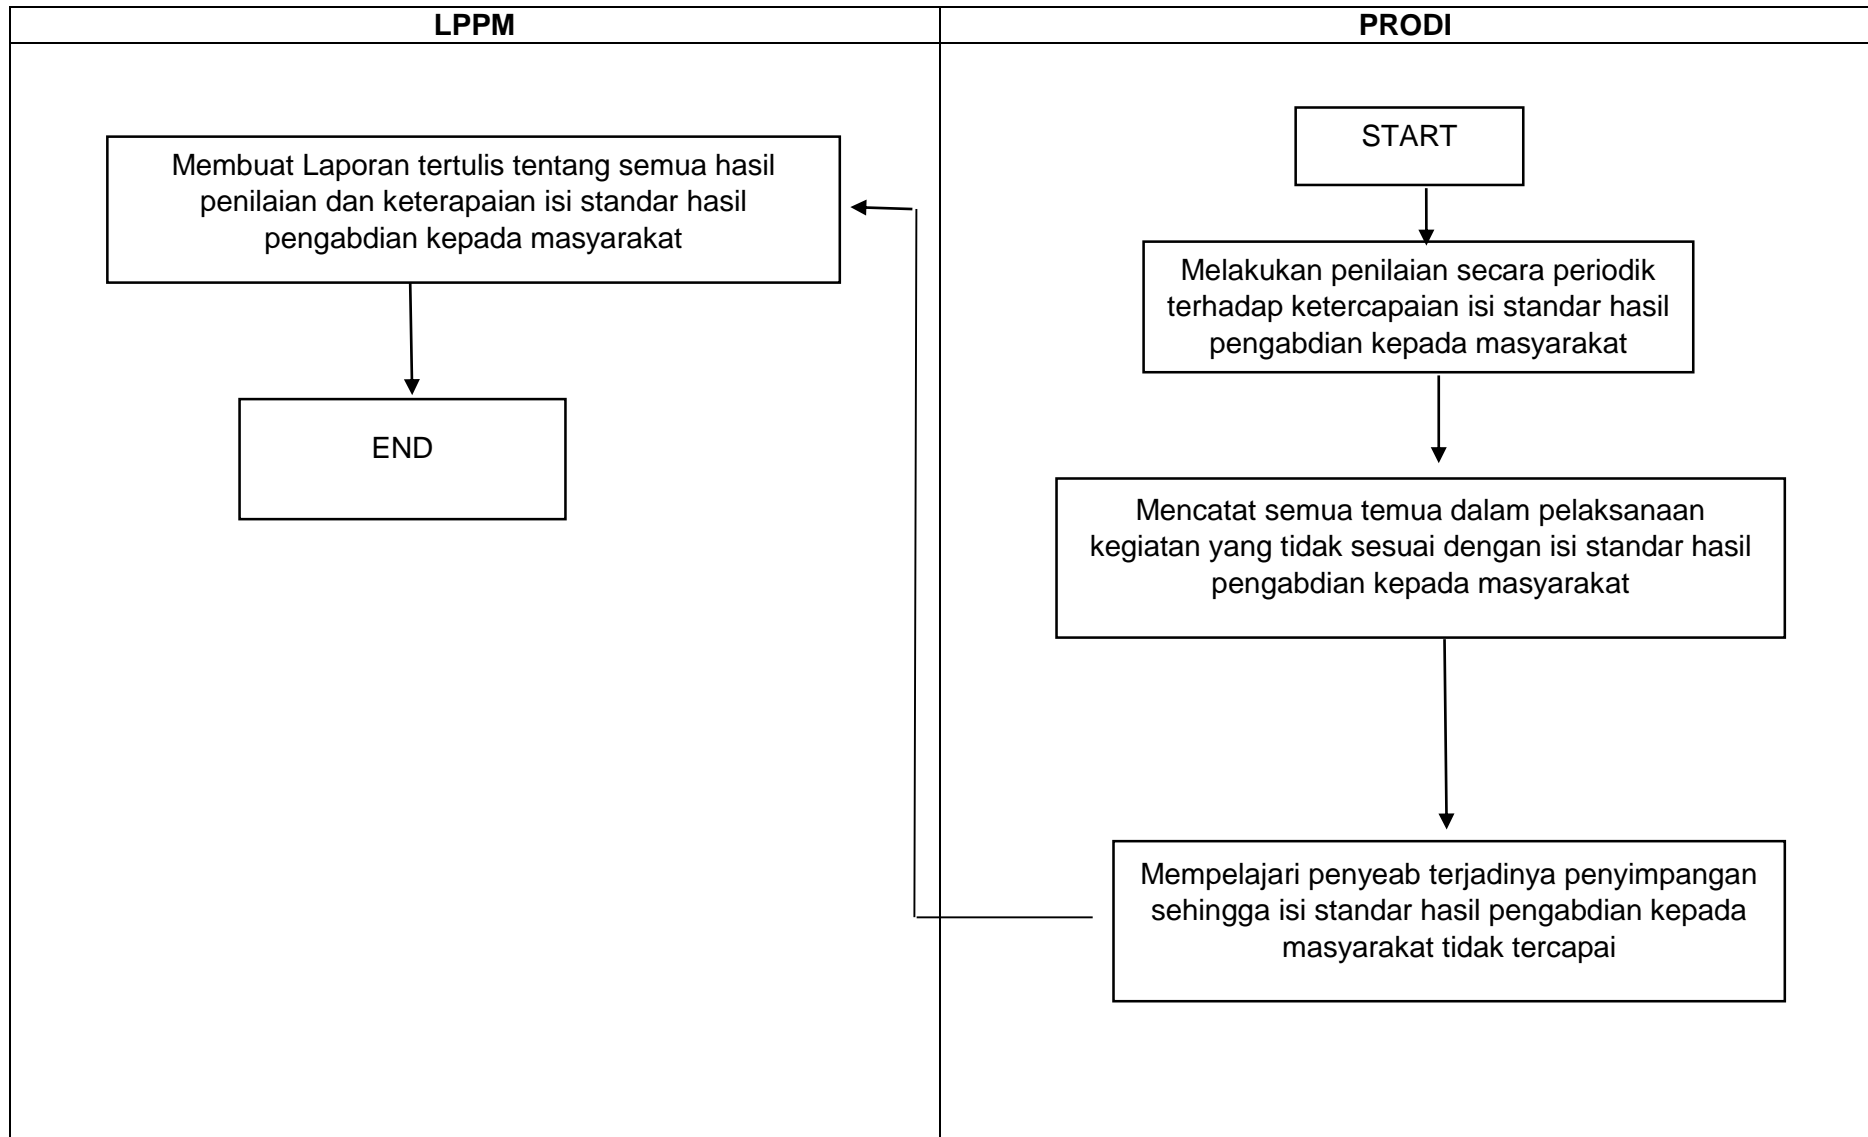 LPPM
PRODI
START
Melakukan penilaian secara periodik
terhadap ketercapaian isi standar hasil
pengabdian kepada masyarakat
Mencatat semua temua dalam pelaksanaan
kegiatan yang tidak sesuai dengan isi standar hasil
pengabdian kepada masyarakat
Mempelajari penyeab terjadinya penyimpangan
sehingga isi standar hasil pengabdian kepada
masyarakat tidak tercapai
Membuat Laporan tertulis tentang semua hasil
penilaian dan keterapaian isi standar hasil
pengabdian kepada masyarakat
END